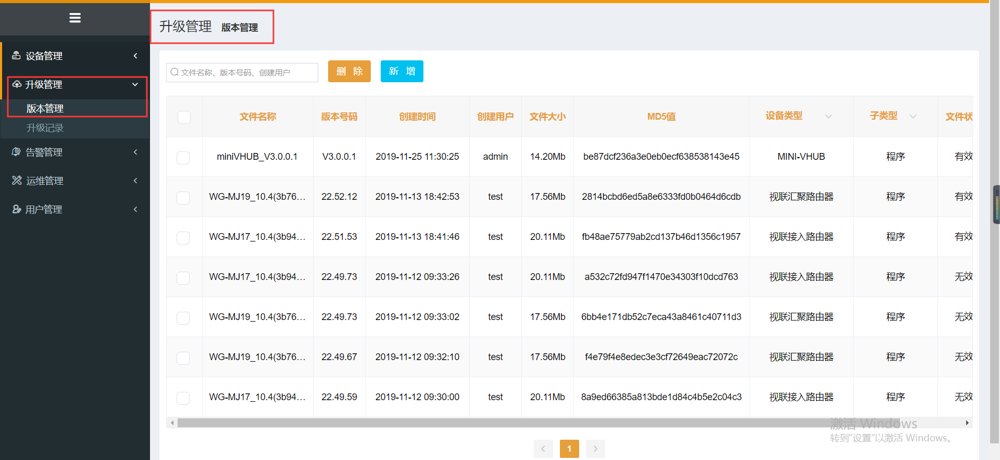 升级管理 版本管理
设备管理
升级管理
版本管理
升级记录
告警管理
运维管理
用户管理
文件名称、版本号码、创建用户 删 除 新 增
文件名称 版本号码 创建时间 创建用户 文件大小 MD5值 设备类型 子类型 文件状
miniVHUB_V3.0.0.1 V3.0.0.1 2019-11-25 11:30:25 admin 14.20Mb be87dcf236a3e0eb0ecf638538143e45 MINI-VHUB 程序 有效
WG-MJ19_10.4(3b76... 22.52.12 2019-11-13 18:42:53 test 17.56Mb 2814bcbd6ed5a8e6333fd0b0464d6cdb 视联汇聚路由器 程序 有效
WG-MJ17_10.4(3b94... 22.51.53 2019-11-13 18:41:46 test 20.11Mb fb48ae75779ab2cd137b46d1356c1957 视联接入路由器 程序 有效
WG-MJ17_10.4(3b94... 22.49.73 2019-11-12 09:33:26 test 20.11Mb a532c72fd947f1470e34303f10dcd763 视联接入路由器 程序 无效
WG-MJ19_10.4(3b76... 22.49.73 2019-11-12 09:33:02 test 17.56Mb 6bb4e171db52c7eca43a8461c40711d3 视联汇聚路由器 程序 无效
WG-MJ19_10.4(3b76... 22.49.67 2019-11-12 09:32:10 test 17.56Mb f4e79f4e8edec3e3cf72649eac72072c 视联汇聚路由器 程序 无效
WG-MJ17_10.4(3b94... 22.49.59 2019-11-12 09:30:00 test 20.11Mb 8a9ed66385a813bde1d84c4b5e2c04c3 视联接入路由器 程序 无效
激活 Windows
转到“设置”以激活 Windows。
1